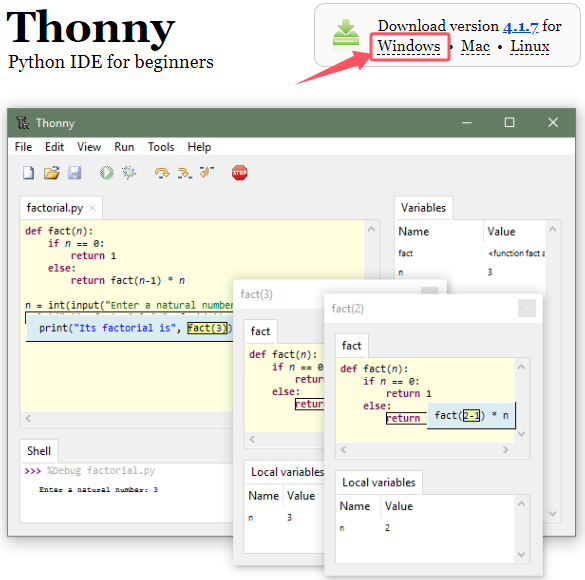 Thonny
Python IDE for beginners
Download version 4.1.7 for
Windows • Mac • Linux
Thonny
File Edit View Run Tools Help
STOP
factorial.py ×
def fact(n):
    if n == 0:
        return 1
    else:
        return fact(n-1) * n
n = int(input("Enter a natural number
print("Its factorial is", fact(3))
Shell
>>> %Debug factorial.py
Enter a natural number: 3
Variables
Name Value
fact <function fact a
n 3
fact(3)
fact
def fact(n):
    if n == 0
        return
    else:
        return
Local variables
Name Value
n 3
fact(2)
fact
def fact(n):
    if n == 0:
        return 1
    else:
        return
fact(2-1) * n
Local variables
Name Value
n 2